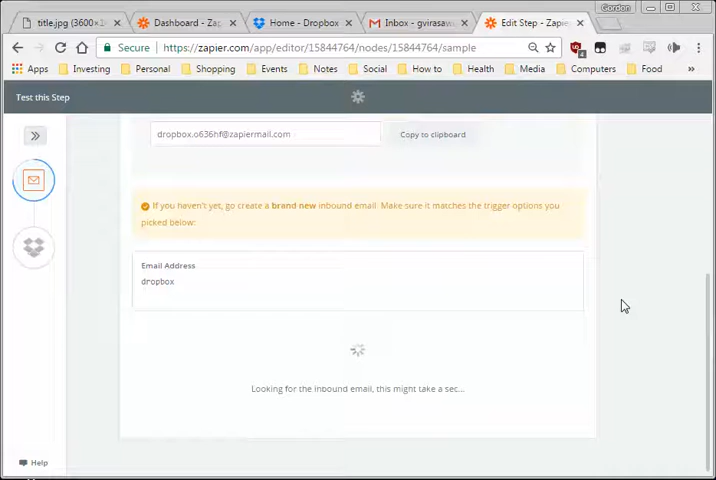 Gordon
title.jpg (3600×2
Dashboard - Zap
Home - Dropbox
Inbox - gvirasaw
Edit Step - Zapie
Secure
https://zapier.com/app/editor/15844764/nodes/15844764/sample
4
Apps
Investing
Personal
Shopping
Events
Notes
Social
How to
Health
Media
Computers
Food
»
Test this Step
dropbox.o636hf@zapiermail.com
Copy to clipboard
If you haven't yet, go create a brand new inbound email. Make sure it matches the trigger options you
picked below:
Email Address
dropbox
Looking for the inbound email, this might take a sec...
Help